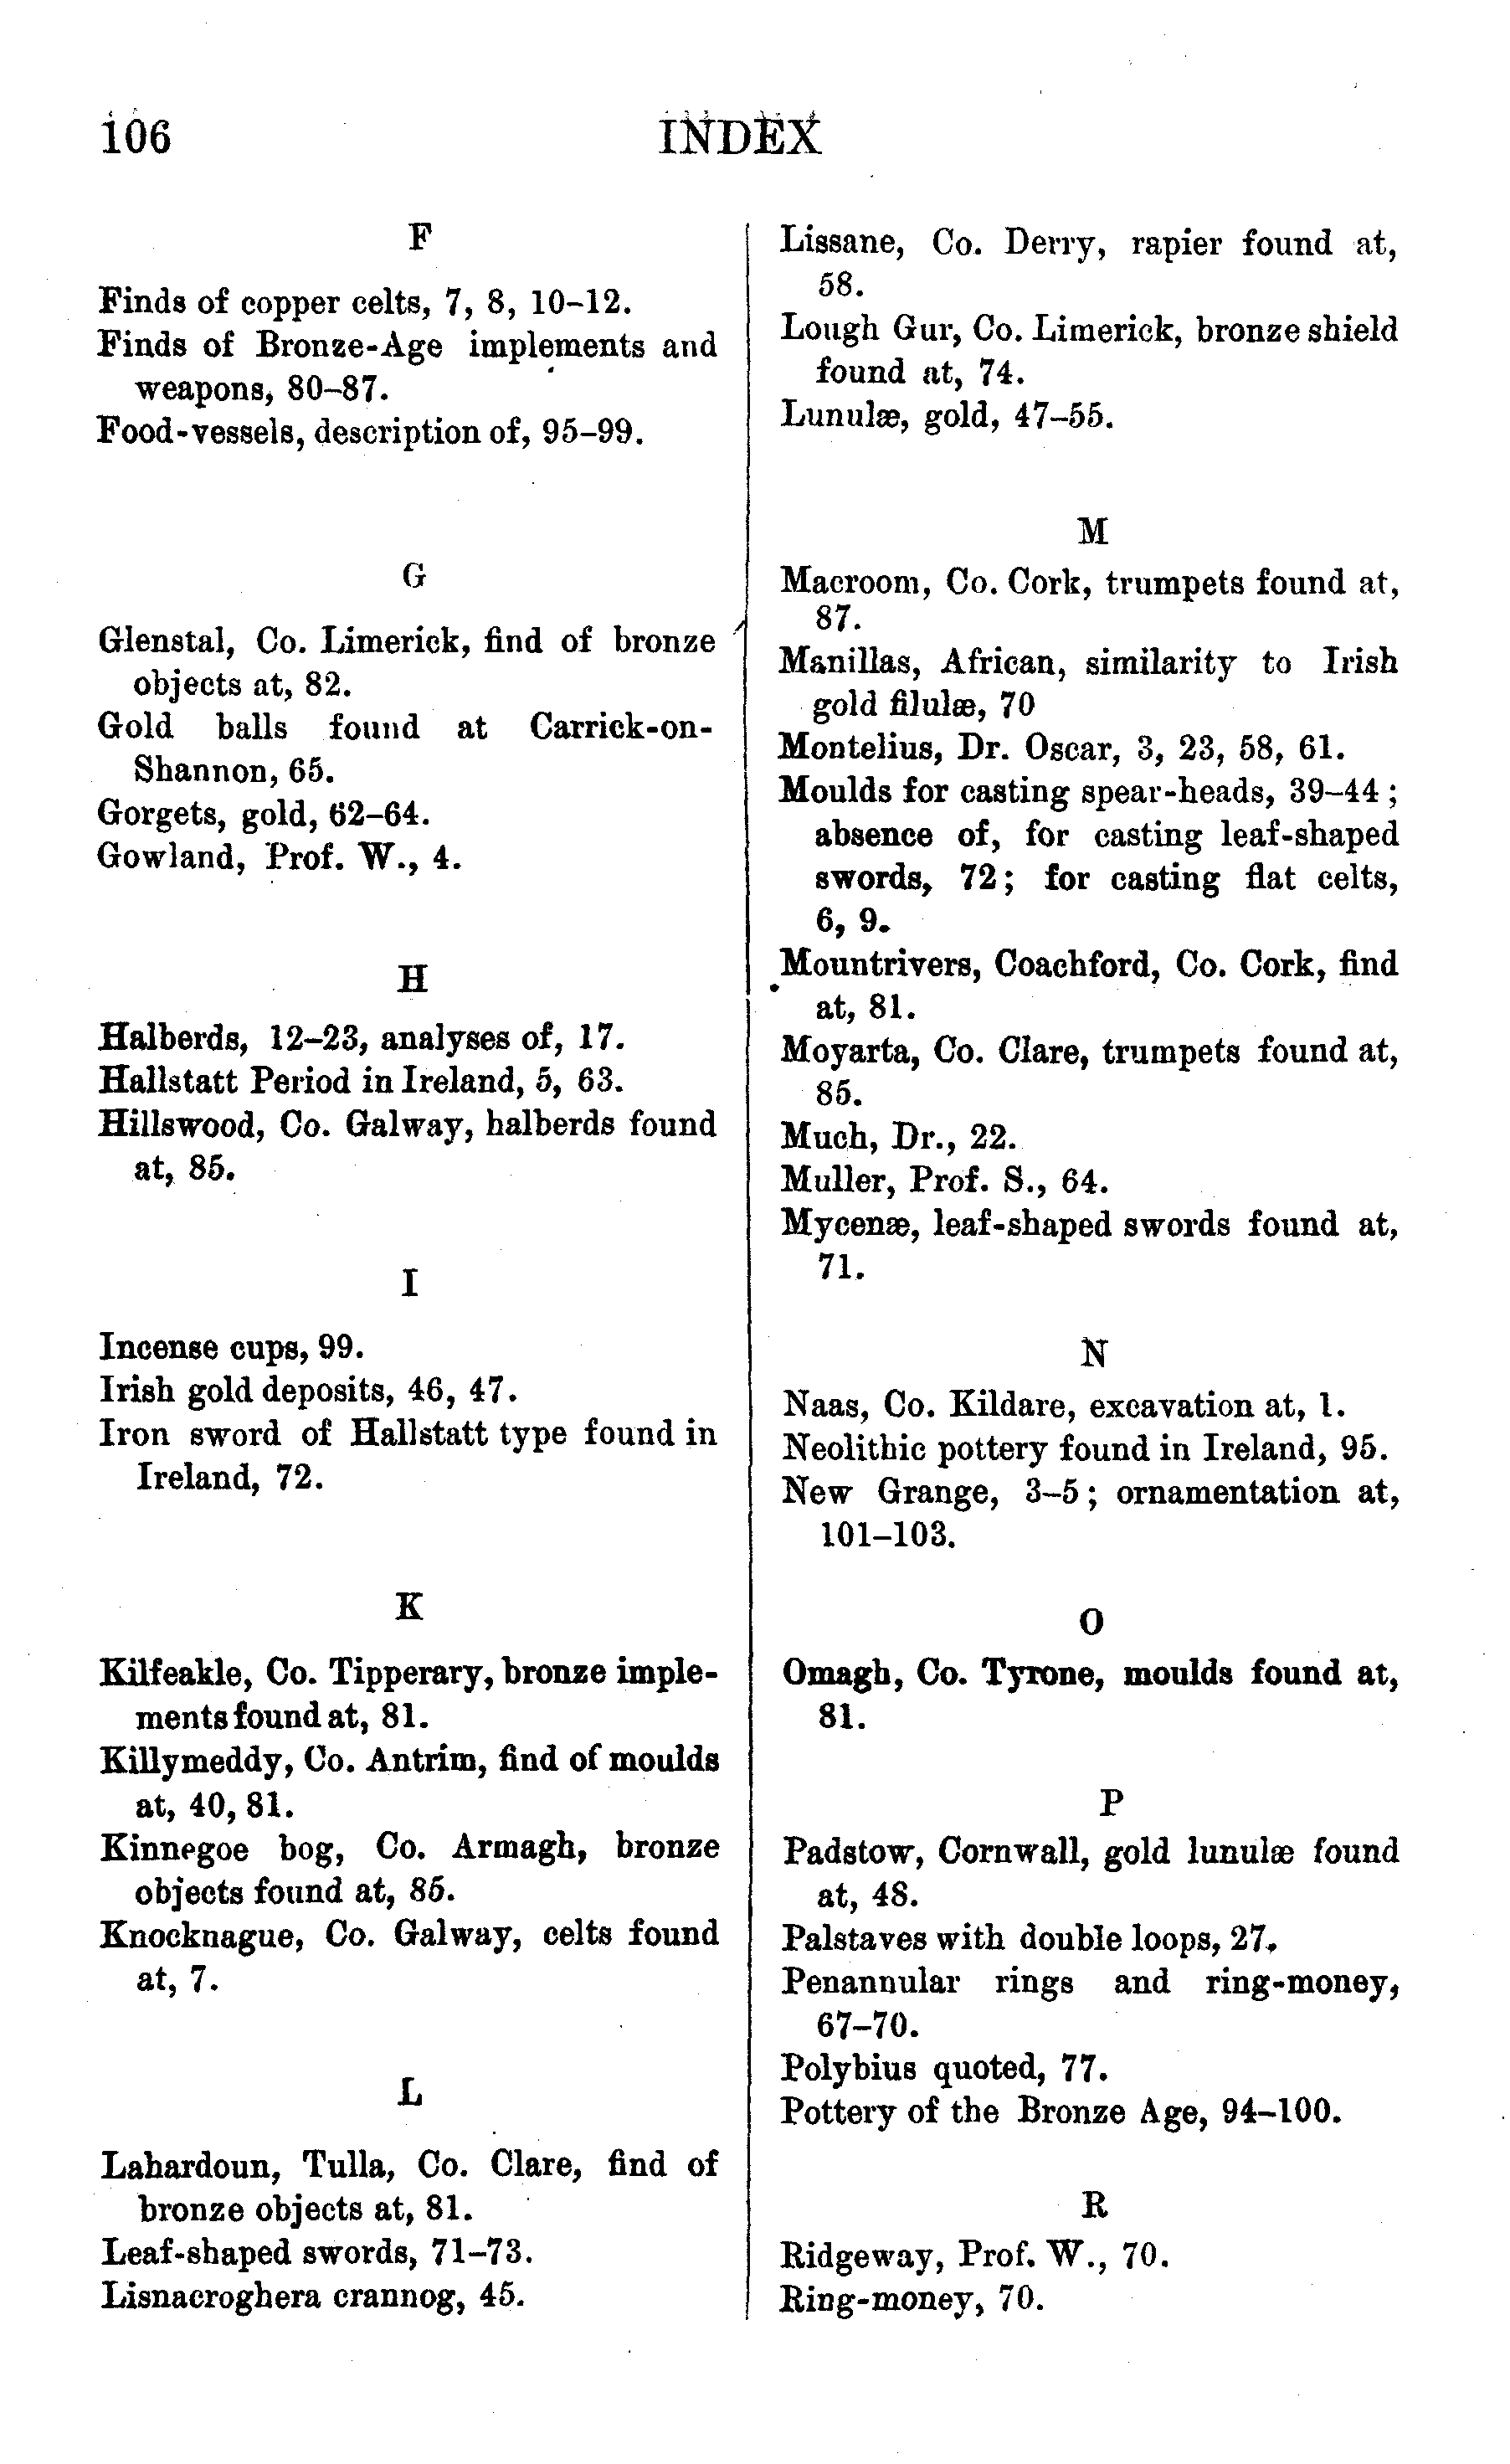 106
INDEX
F
Finds of copper celts, 7, 8, 10–12.
Finds of Bronze-Age implements and
weapons, 80–87.
Food-vessels, description of, 95–99.
G
Glenstal, Co. Limerick, find of bronze
objects at, 82.
Gold balls found at Carrick-on-
Shannon, 65.
Gorgets, gold, 62–64.
Gowland, Prof. W., 4.
H
Halberds, 12–23, analyses of, 17.
Hallstatt Period in Ireland, 5, 63.
Hillswood, Co. Galway, halberds found
at, 85.
I
Incense cups, 99.
Irish gold deposits, 46, 47.
Iron sword of Hallstatt type found in
Ireland, 72.
K
Kilfeakle, Co. Tipperary, bronze imple-
ments found at, 81.
Killymeddy, Co. Antrim, find of moulds
at, 40, 81.
Kinnegoe bog, Co. Armagh, bronze
objects found at, 85.
Knocknague, Co. Galway, celts found
at, 7.
L
Lahardoun, Tulla, Co. Clare, find of
bronze objects at, 81.
Leaf-shaped swords, 71–73.
Lisnacroghera crannog, 45.
Lissane, Co. Derry, rapier found at,
58.
Lough Gur, Co. Limerick, bronze shield
found at, 74.
Lunulæ, gold, 47–55.
M
Macroom, Co. Cork, trumpets found at,
87.
Manillas, African, similarity to Irish
gold filulæ, 70
Montelius, Dr. Oscar, 3, 23, 58, 61.
Moulds for casting spear-heads, 39–44;
absence of, for casting leaf-shaped
swords, 72; for casting flat celts,
6, 9.
Mountrivers, Coachford, Co. Cork, find
at, 81.
Moyarta, Co. Clare, trumpets found at,
85.
Much, Dr., 22.
Muller, Prof. S., 64.
Mycenæ, leaf-shaped swords found at,
71.
N
Naas, Co. Kildare, excavation at, 1.
Neolithic pottery found in Ireland, 95.
New Grange, 3–5; ornamentation at,
101–103.
O
Omagh, Co. Tyrone, moulds found at,
81.
P
Padstow, Cornwall, gold lunulæ found
at, 48.
Palstaves with double loops, 27.
Penannular rings and ring-money,
67–70.
Polybius quoted, 77.
Pottery of the Bronze Age, 94–100.
R
Ridgeway, Prof. W., 70.
Ring-money, 70.